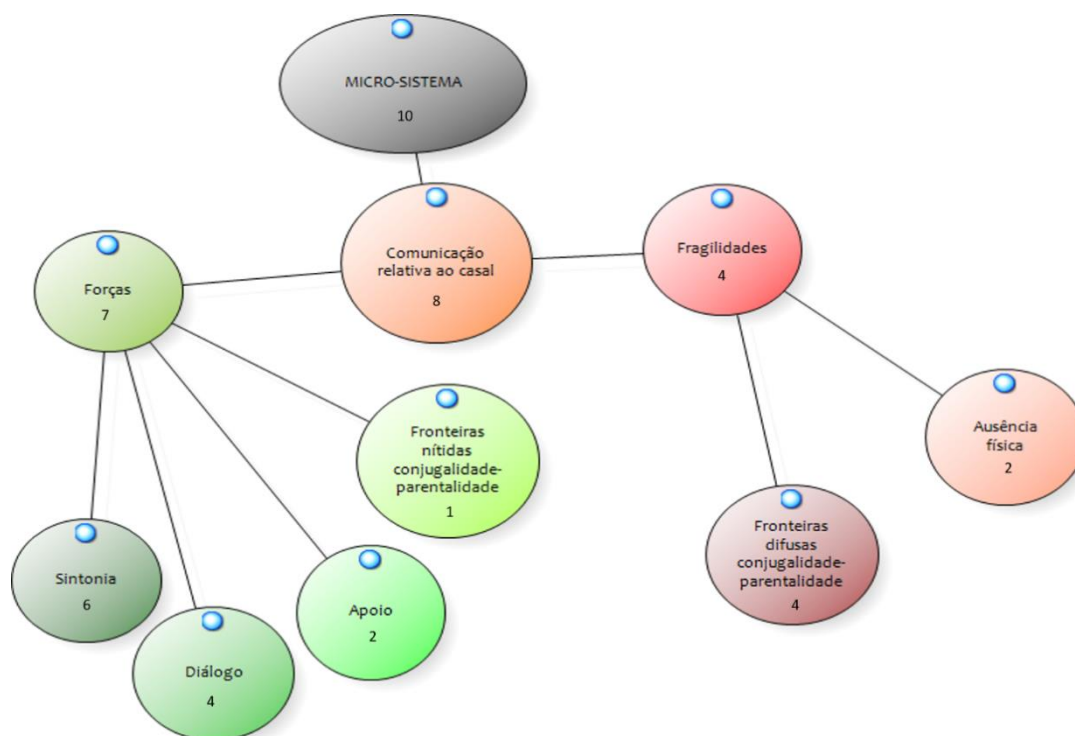 MICRO-SISTEMA
10
Comunicação
relativa ao casal
8
Forças
7
Fragilidades
4
Fronteiras
nítidas
conjugalidade-
parentalidade
1
Ausência
física
2
Sintonia
6
Diálogo
4
Apoio
2
Fronteiras
difusas
conjugalidade-
parentalidade
4